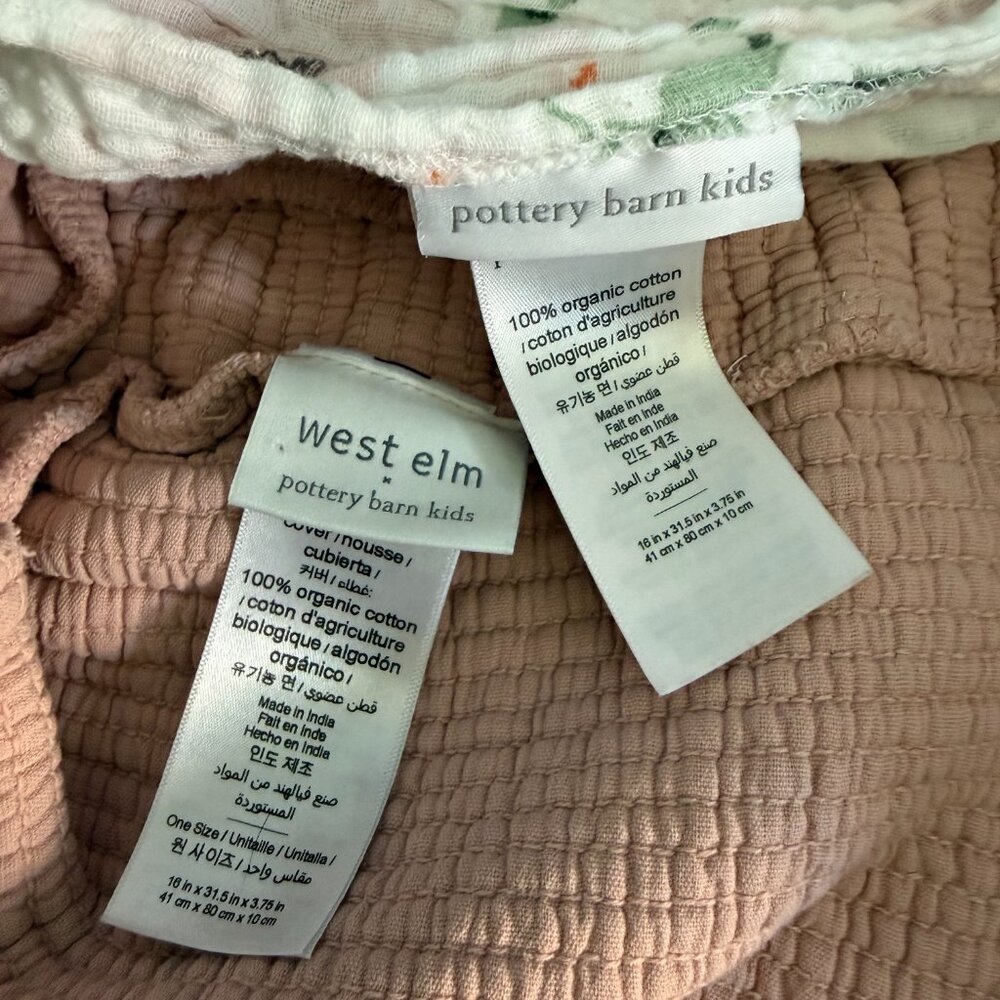 pottery barn kids
100% organic cotton
/ coton d'agriculture
biologique / algodón
orgánico /
유기농 면 / قطن عضوي
Made in India
Fait en Inde
Hecho en India
인도 제조
صنع فيالهند من المواد
المستوردة
16 in x 31.5 in x 3.75 in
41 cm x 80 cm x 10 cm
west elm
x
pottery barn kids
cover / housse /
cubierta /
커버 / غطاء:
100% organic cotton
/ coton d'agriculture
biologique / algodón
orgánico /
유기농 면 / قطن عضوي
Made in India
Fait en Inde
Hecho en India
인도 제조
صنع فيالهند من المواد
المستوردة
One Size / Unitaille / Unitalla /
원 사이즈 / مقاس واحد
16 in x 31.5 in x 3.75 in
41 cm x 80 cm x 10 cm